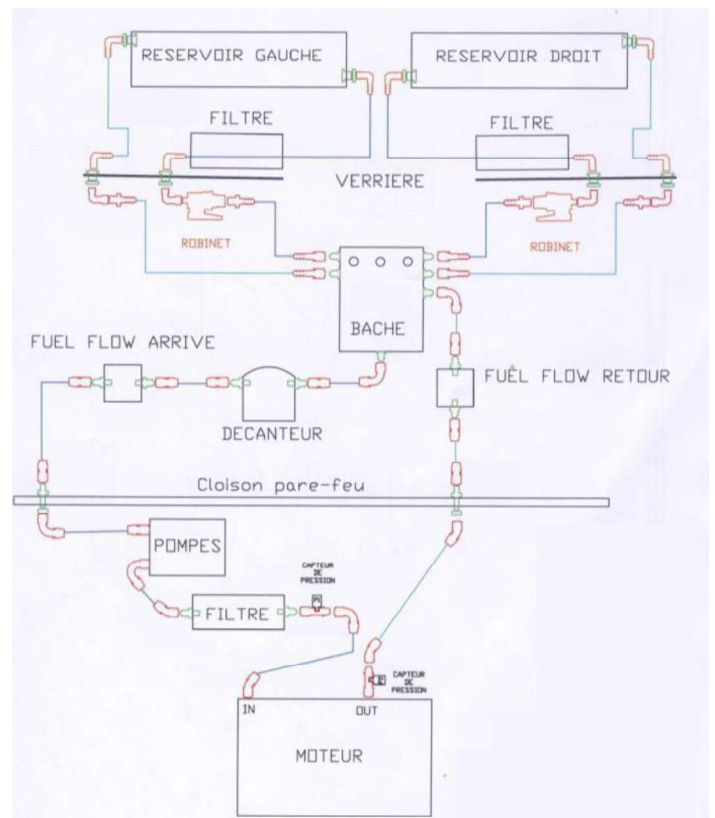 RESERVOIR GAUCHE
RESERVOIR DROIT
FILTRE
FILTRE
VERRIERE
ROBINET
ROBINET
BACHE
FUEL FLOW ARRIVE
FUEL FLOW RETOUR
DECANTEUR
Cloison pare-feu
POMPES
CAPTEUR
DE
PRESSION
FILTRE
CAPTEUR
DE
PRESSION
IN
OUT
MOTEUR